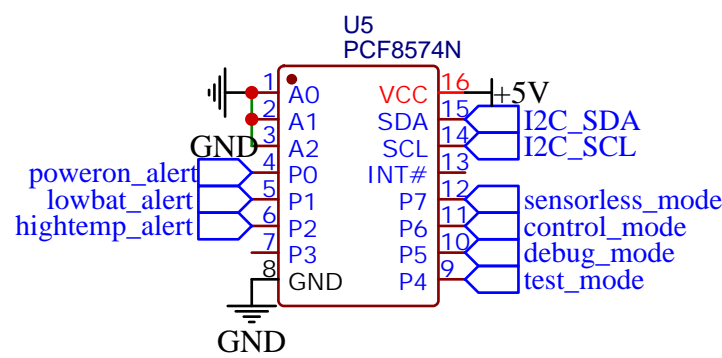 U5
PCF8574N
1 A0 VCC 16 +5V
2 A1 SDA 15 I2C_SDA
GND 3 A2 SCL 14 I2C_SCL
poweron_alert 4 P0 INT# 13
lowbat_alert 5 P1 P7 12 sensorless_mode
hightemp_alert 6 P2 P6 11 control_mode
7 P3 P5 10 debug_mode
8 GND P4 9 test_mode
GND